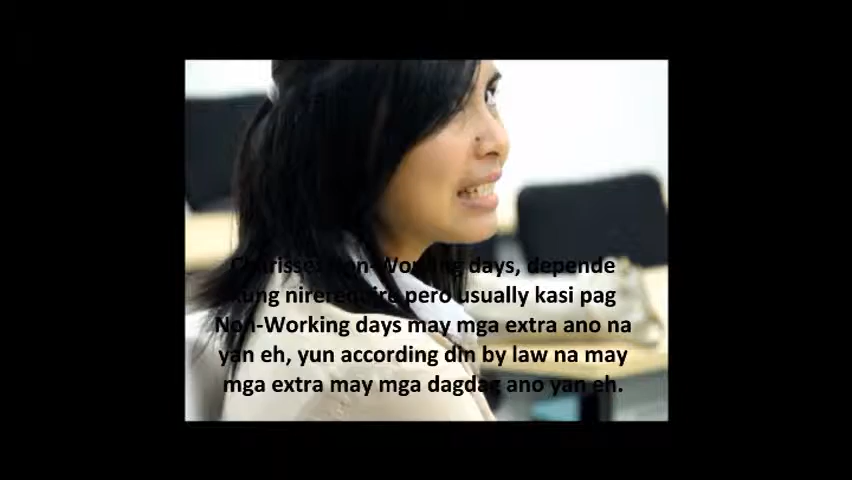 Charisse: Non-Working days, depende
kung nirerequire pero usually kasi pag
Non-Working days may mga extra ano na
yan eh, yun according din by law na may
mga extra may mga dagdag ano yan eh.